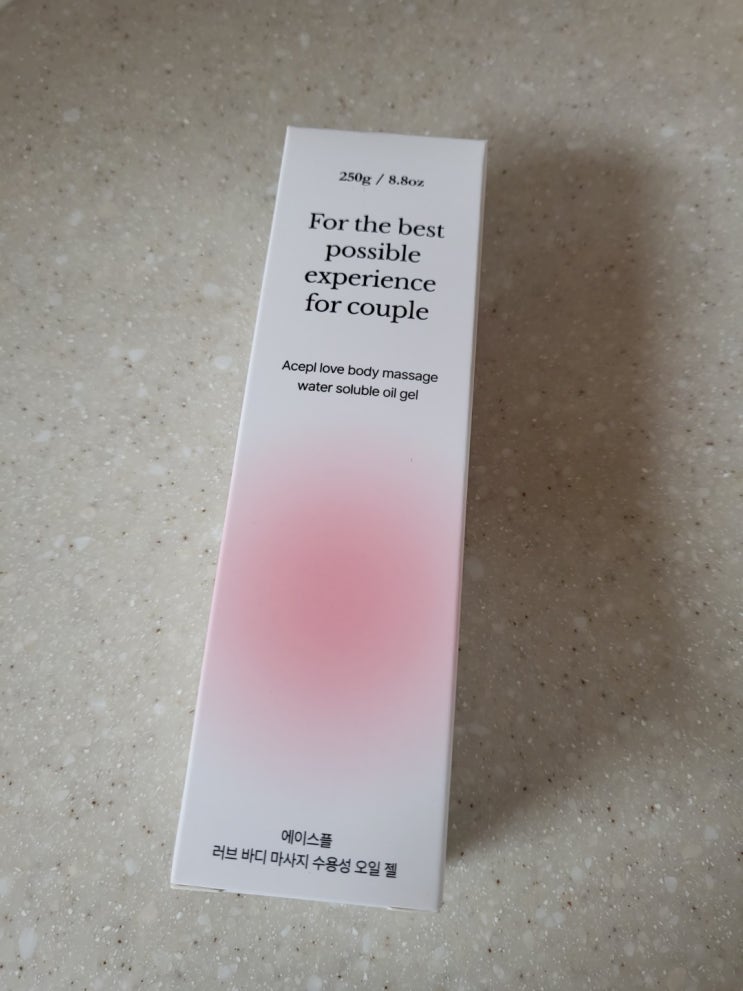 250g / 8.8oz
For the best
possible
experience
for couple
Acepl love body massage
water soluble oil gel
에이스플
러브 바디 마사지 수용성 오일 젤